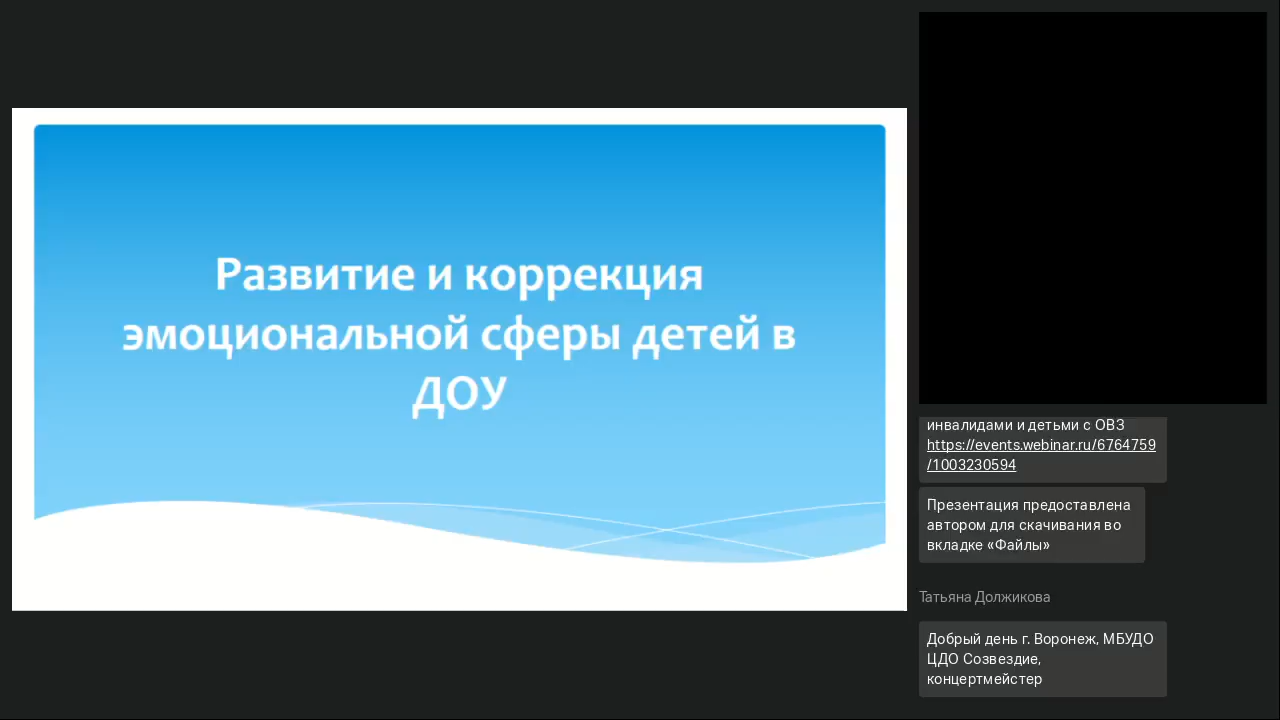 Развитие и коррекция
эмоциональной сферы детей в
ДОУ
инвалидами и детьми с ОВЗ
https://events.webinar.ru/6764759
/1003230594
Презентация предоставлена
автором для скачивания во
вкладке «Файлы»
Татьяна Должикова
Добрый день г. Воронеж, МБУДО
ЦДО Созвездие,
концертмейстер